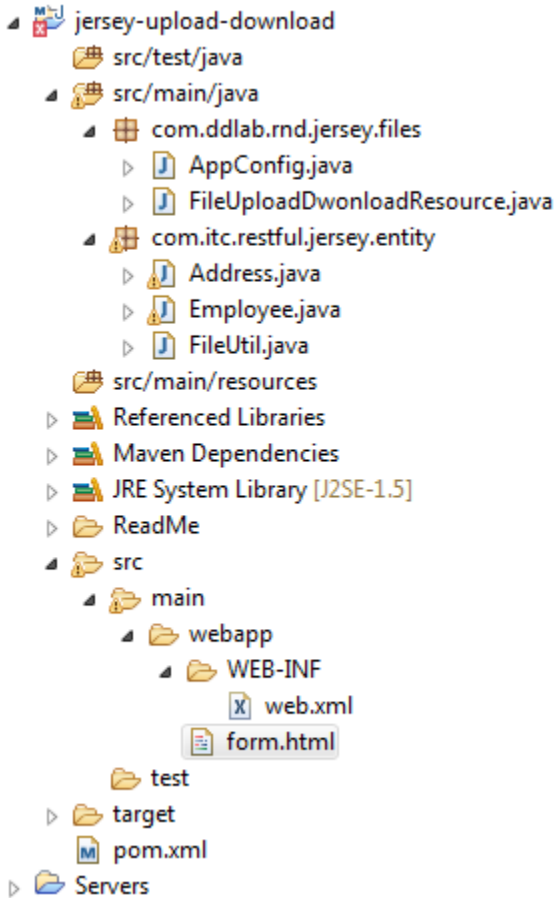 jersey-upload-download
src/test/java
src/main/java
com.ddlab.rnd.jersey.files
AppConfig.java
FileUploadDwonloadResource.java
com.itc.restful.jersey.entity
Address.java
Employee.java
FileUtil.java
src/main/resources
Referenced Libraries
Maven Dependencies
JRE System Library [J2SE-1.5]
ReadMe
src
main
webapp
WEB-INF
web.xml
form.html
test
target
pom.xml
Servers